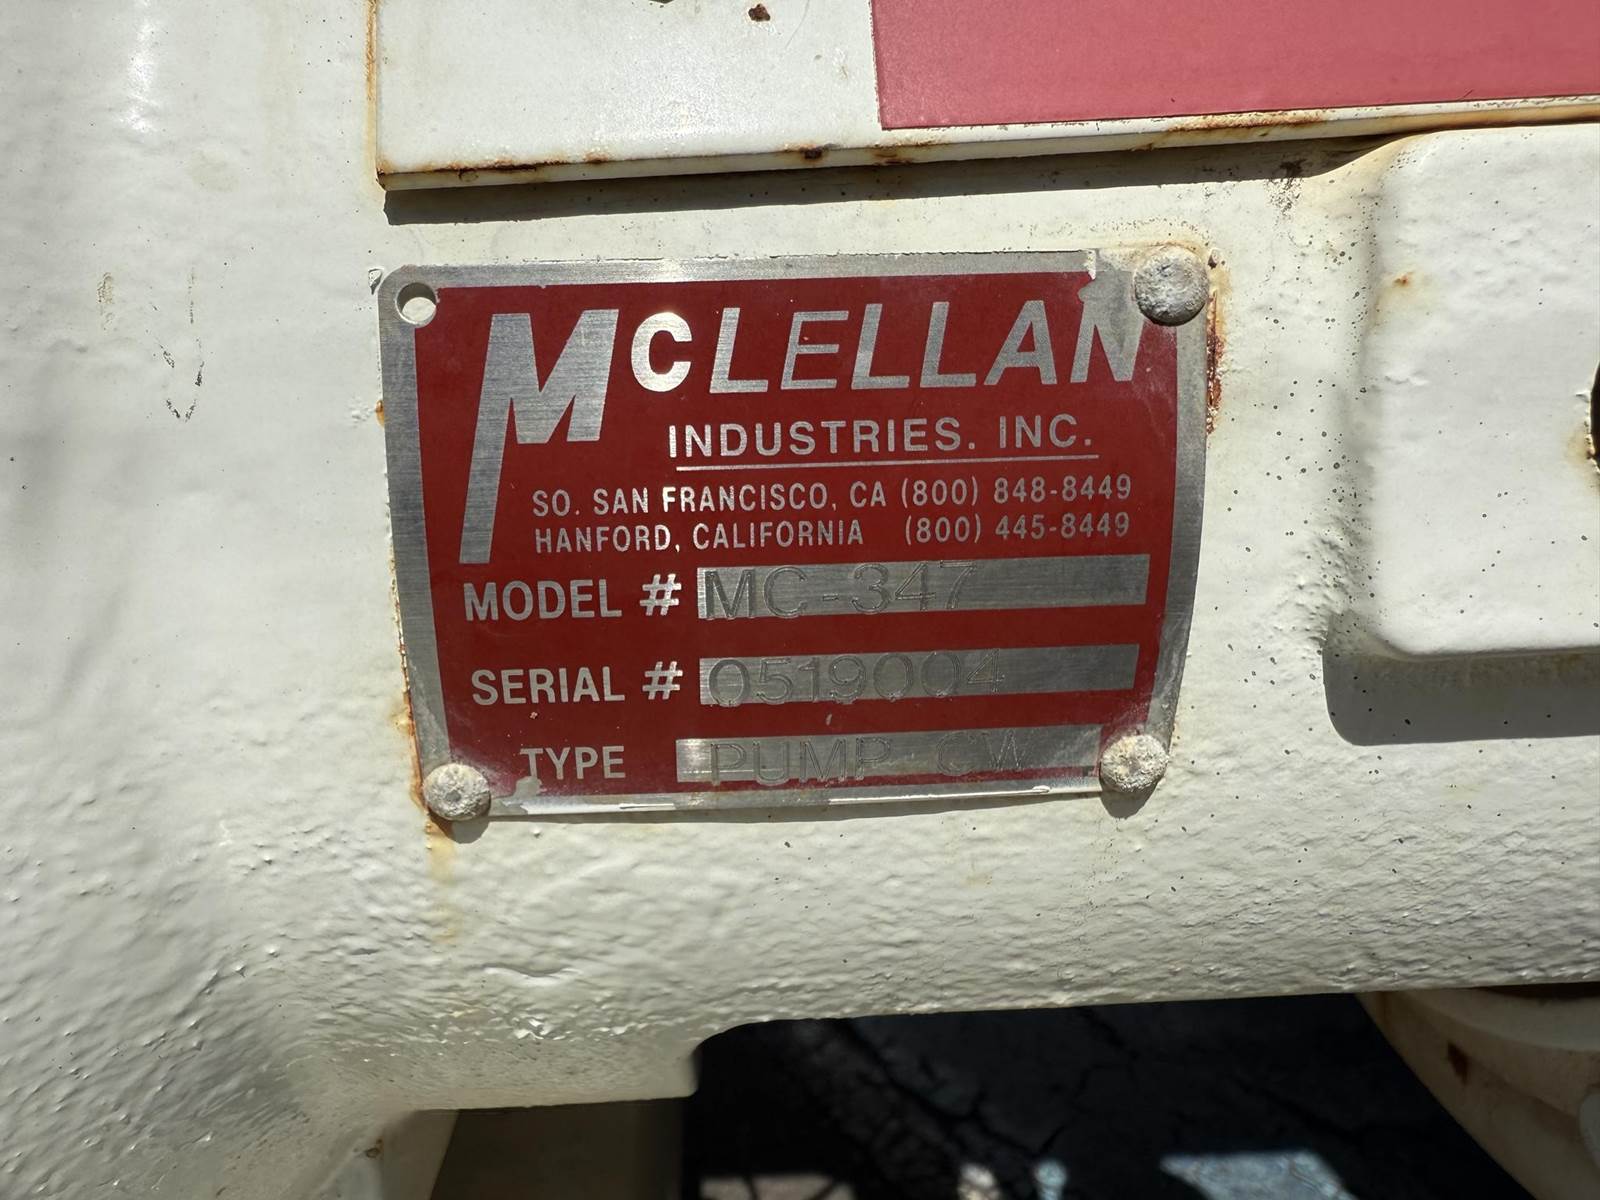 McLELLAN
INDUSTRIES. INC.
SO. SAN FRANCISCO, CA (800) 848-8449
HANFORD, CALIFORNIA (800) 445-8449
MODEL # MC-347
SERIAL # 0519004
TYPE PUMP CW